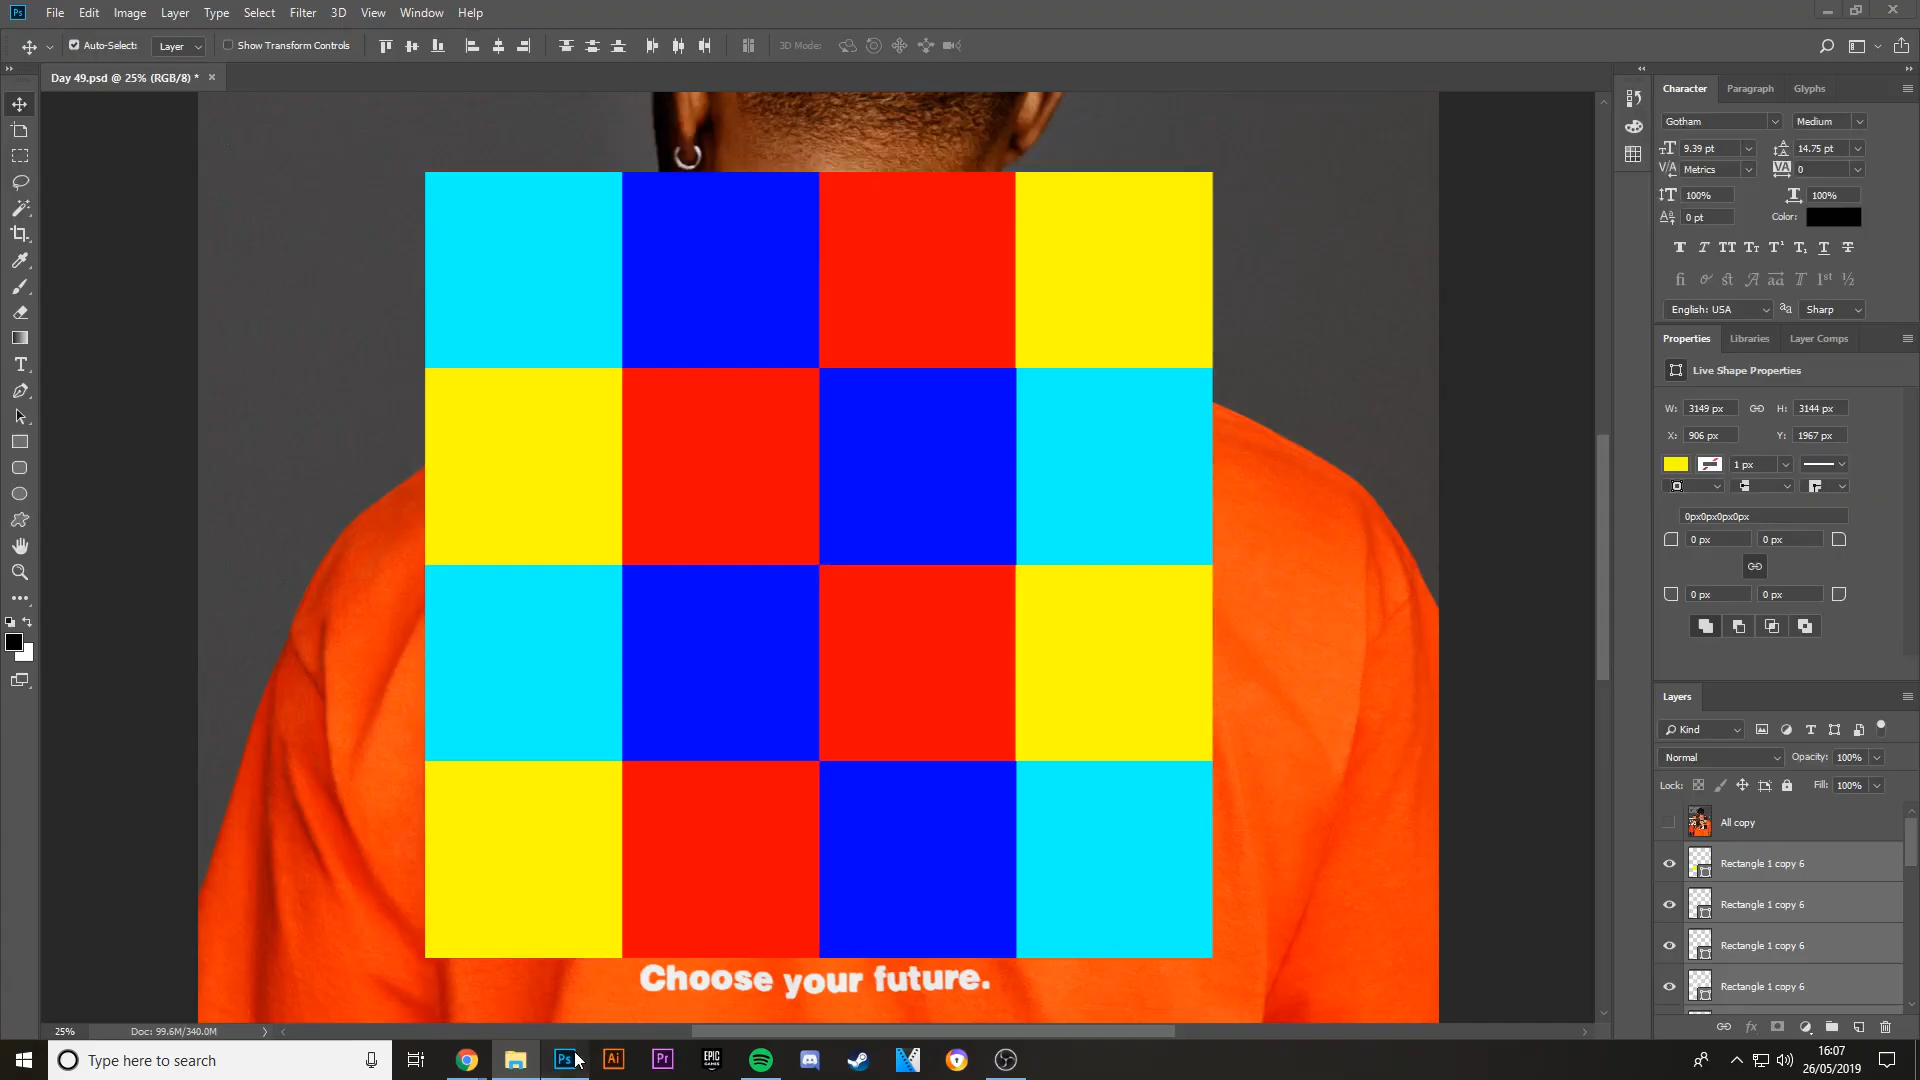 Ps File Edit Image Layer Type Select Filter 3D View Window Help
Auto-Select: Layer Show Transform Controls 3D Mode:
Day 49.psd @ 25% (RGB/8) * ×
Character Paragraph Glyphs
Gotham Medium
9.39 pt 14.75 pt
Metrics 0
100% 100%
0 pt Color:
English: USA Sharp
Properties Libraries Layer Comps
Live Shape Properties
W: 3149 px H: 3144 px
X: 906 px Y: 1967 px
1 px
0px0px0px0px
0 px 0 px
0 px 0 px
Layers
Kind
Normal Opacity: 100%
Lock: Fill: 100%
All copy
Rectangle 1 copy 6
Rectangle 1 copy 6
Rectangle 1 copy 6
Rectangle 1 copy 6
Choose your future.
25% Doc: 99.6M/340.0M
Type here to search
Ps Ai Pr EPIC GAMES
16:07
26/05/2019